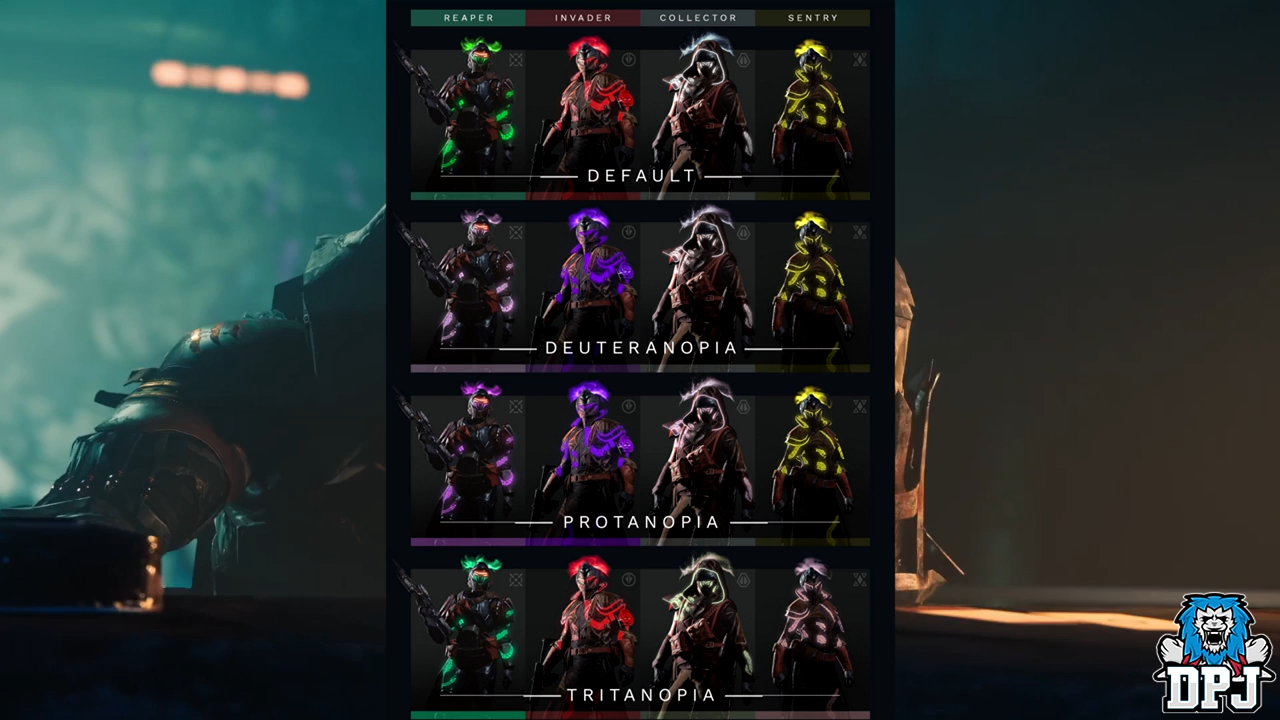 REAPER INVADER COLLECTOR SENTRY
DEFAULT
DEUTERANOPIA
PROTANOPIA
TRITANOPIA
DPJ